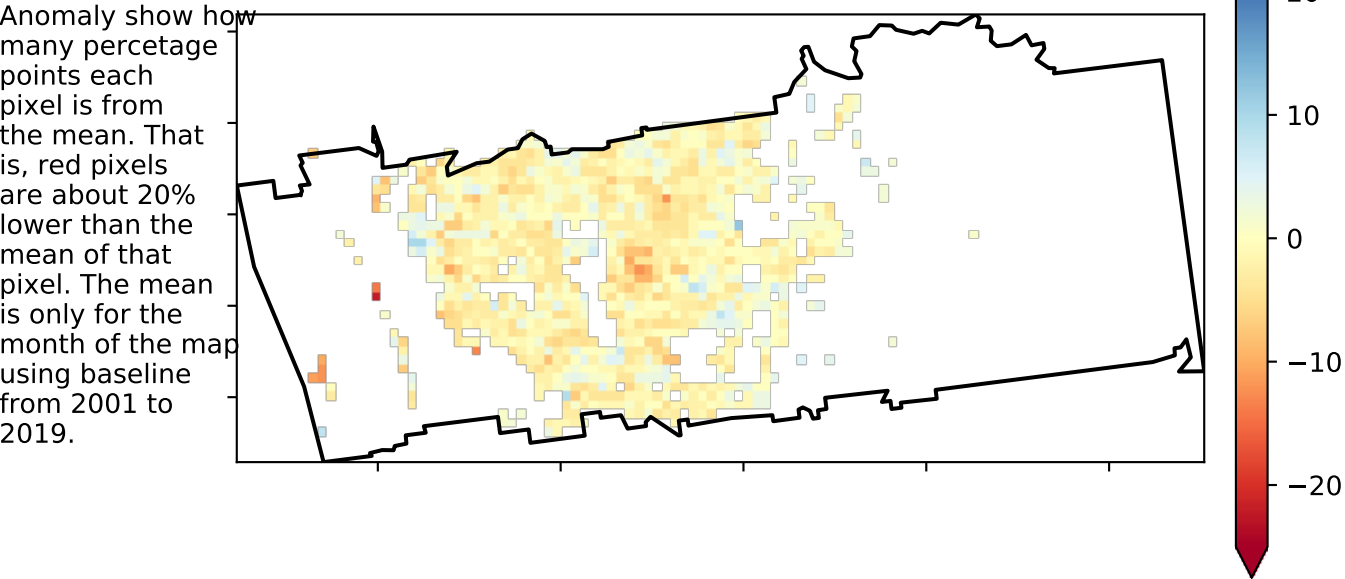 Anomaly show how
many percetage
points each
pixel is from
the mean. That
is, red pixels
are about 20%
lower than the
mean of that
pixel. The mean
is only for the
month of the map
using baseline
from 2001 to
2019.
10
0
−10
−20